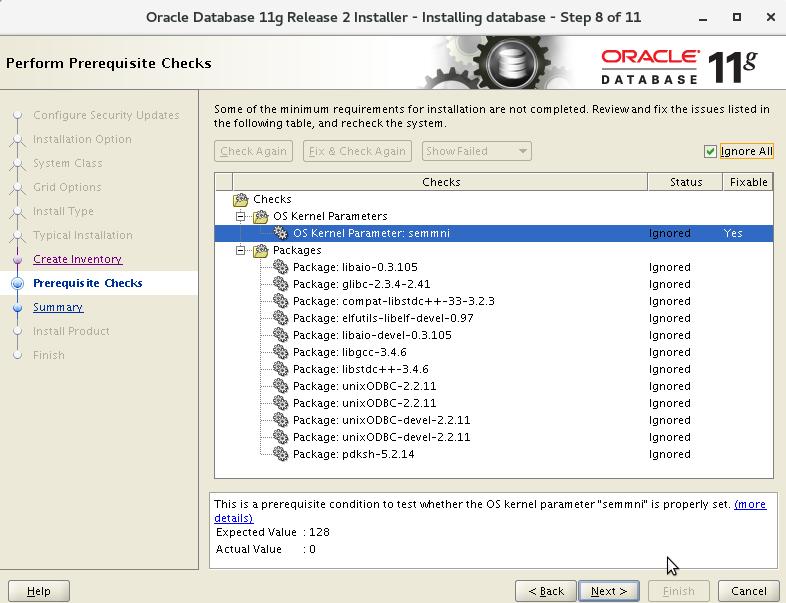 Oracle Database 11g Release 2 Installer - Installing database - Step 8 of 11
Perform Prerequisite Checks
ORACLE
DATABASE
11g
Configure Security Updates
Installation Option
System Class
Grid Options
Install Type
Typical Installation
Create Inventory
Prerequisite Checks
Summary
Install Product
Finish
Some of the minimum requirements for installation are not completed. Review and fix the issues listed in
the following table, and recheck the system.
Check Again Fix & Check Again Show Failed Ignore All
Checks Status Fixable
Checks
OS Kernel Parameters
OS Kernel Parameter: semmni Ignored Yes
Packages
Package: libaio-0.3.105 Ignored
Package: glibc-2.3.4-2.41 Ignored
Package: compat-libstdc++-33-3.2.3 Ignored
Package: elfutils-libelf-devel-0.97 Ignored
Package: libaio-devel-0.3.105 Ignored
Package: libgcc-3.4.6 Ignored
Package: libstdc++-3.4.6 Ignored
Package: unixODBC-2.2.11 Ignored
Package: unixODBC-2.2.11 Ignored
Package: unixODBC-devel-2.2.11 Ignored
Package: unixODBC-devel-2.2.11 Ignored
Package: pdksh-5.2.14 Ignored
This is a prerequisite condition to test whether the OS kernel parameter "semmni" is properly set. (more
details)
Expected Value : 128
Actual Value : 0
Help < Back Next > Finish Cancel